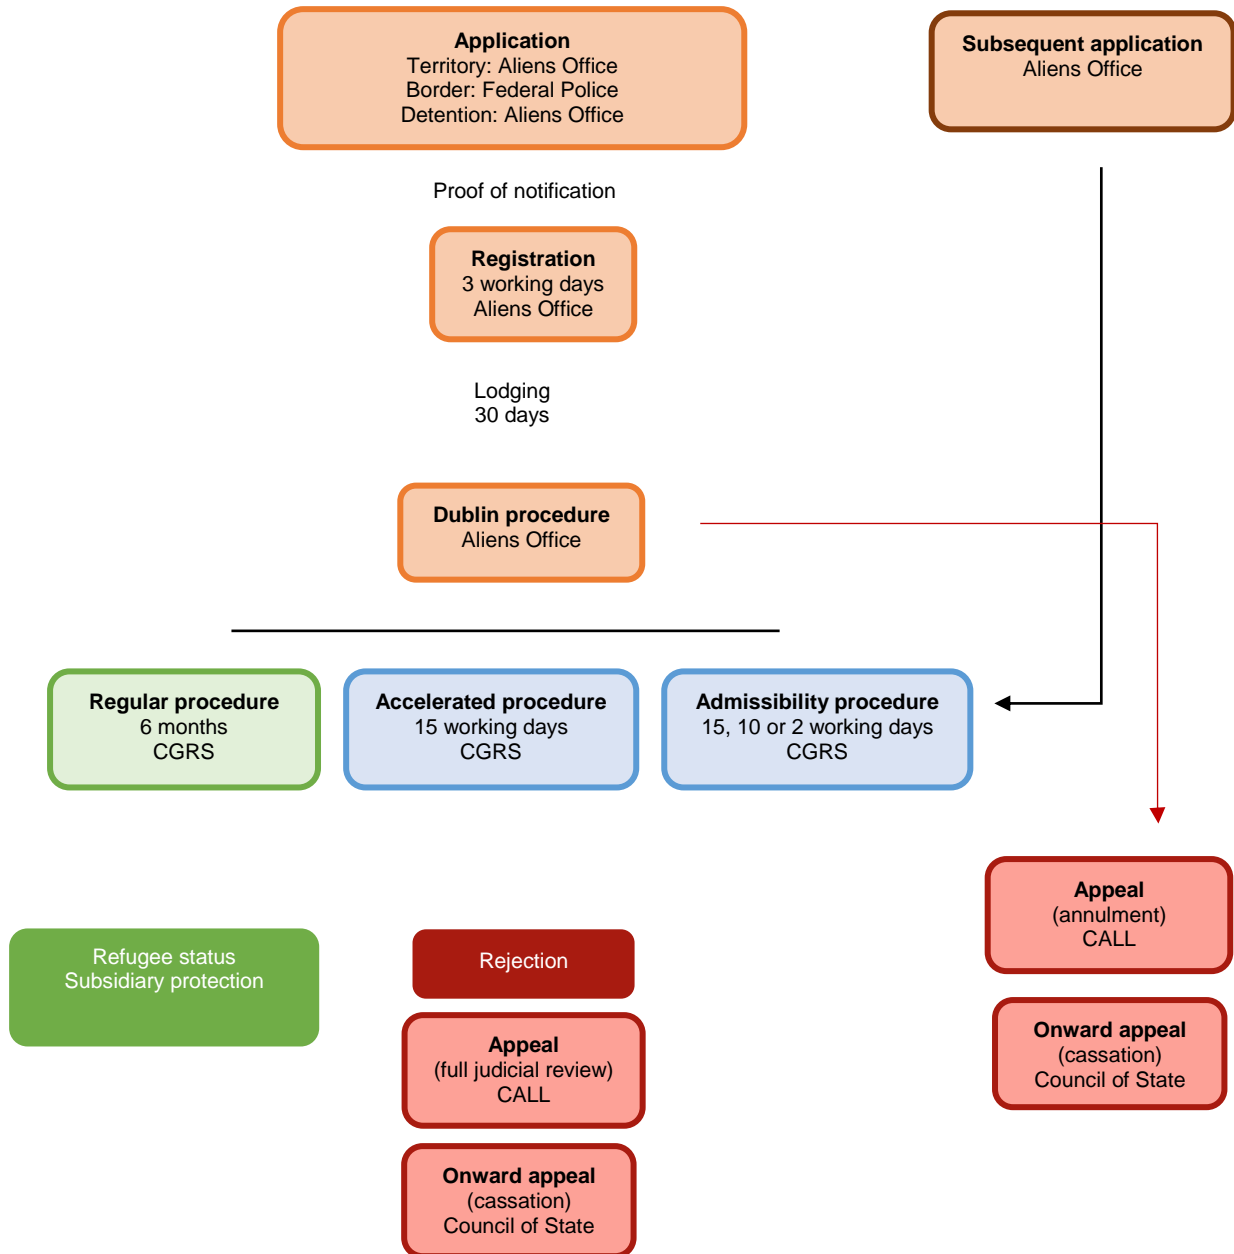 Application
Territory: Aliens Office
Border: Federal Police
Detention: Aliens Office
Subsequent application
Aliens Office
Proof of notification
Registration
3 working days
Aliens Office
Lodging
30 days
Dublin procedure
Aliens Office
Regular procedure
6 months
CGRS
Accelerated procedure
15 working days
CGRS
Admissibility procedure
15, 10 or 2 working days
CGRS
Refugee status
Subsidiary protection
Rejection
Appeal
(full judicial review)
CALL
Onward appeal
(cassation)
Council of State
Appeal
(annulment)
CALL
Onward appeal
(cassation)
Council of State